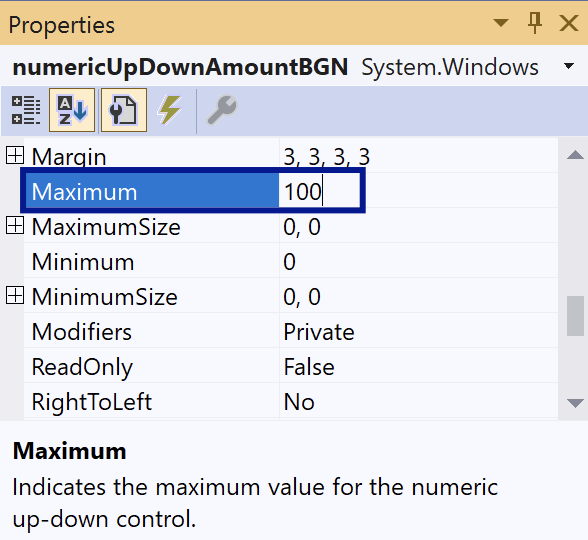 Properties
numericUpDownAmountBGN System.Windows
Margin 3, 3, 3, 3
Maximum 100
MaximumSize 0, 0
Minimum 0
MinimumSize 0, 0
Modifiers Private
ReadOnly False
RightToLeft No
Maximum
Indicates the maximum value for the numeric
up-down control.